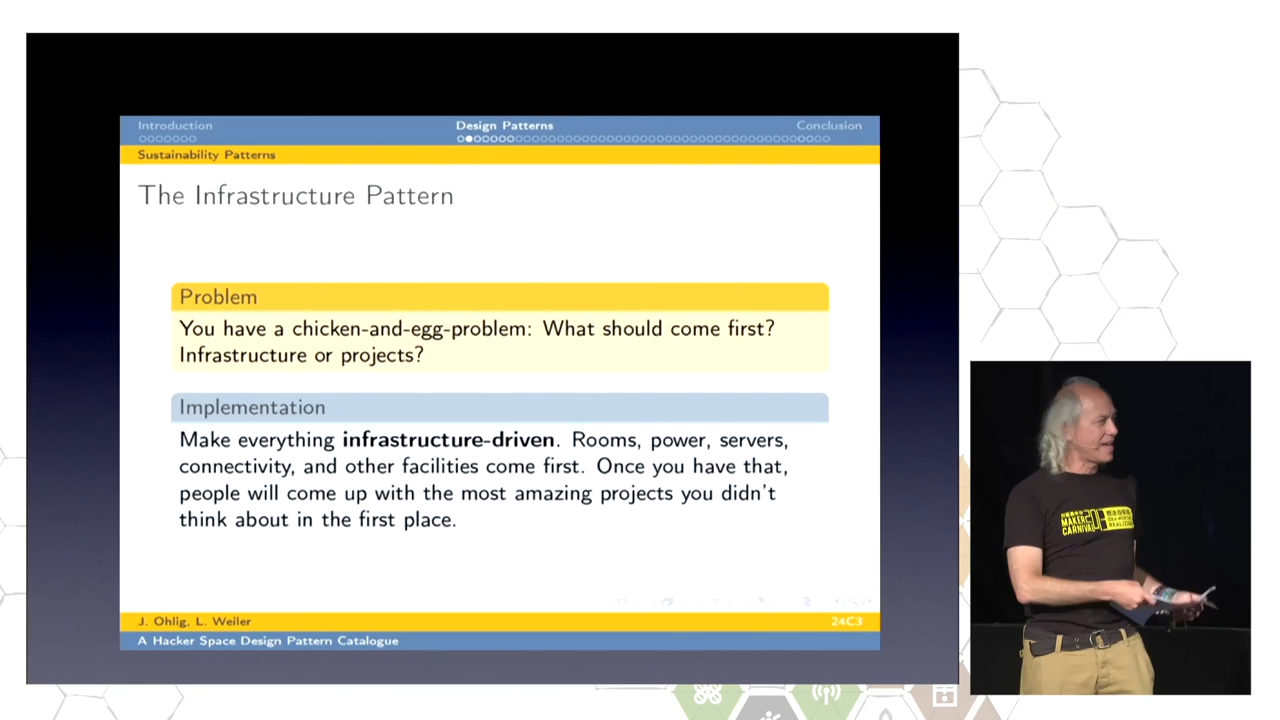 Introduction
Design Patterns
Conclusion
Sustainability Patterns
The Infrastructure Pattern
Problem
You have a chicken-and-egg-problem: What should come first?
Infrastructure or projects?
Implementation
Make everything infrastructure-driven. Rooms, power, servers,
connectivity, and other facilities come first. Once you have that,
people will come up with the most amazing projects you didn't
think about in the first place.
J. Ohlig, L. Weiler
24C3
A Hacker Space Design Pattern Catalogue
MAKER
CARNIVAL